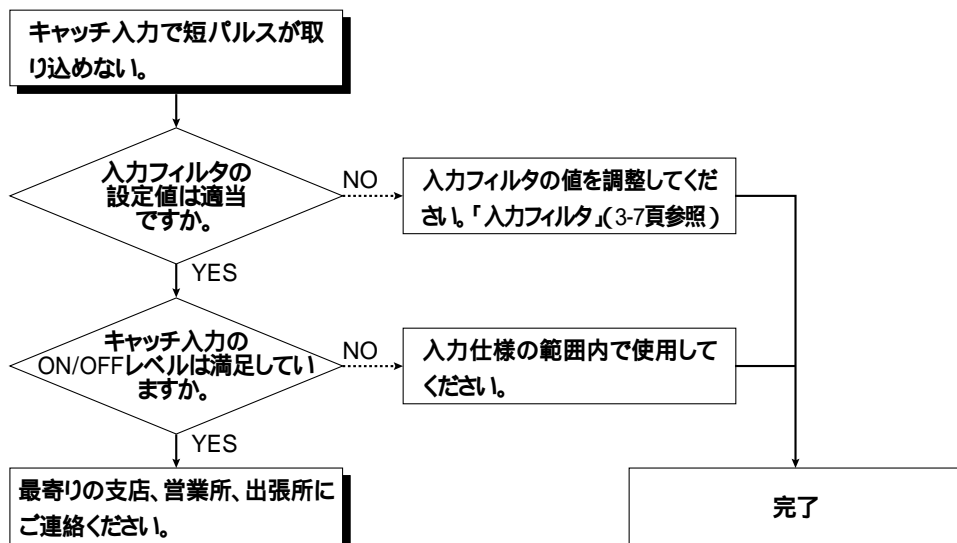 キャッチ入力で短パルスが取
り込めない。
入力フィルタの
設定値は適当
ですか。
NO
入力フィルタの値を調整してくだ
さい。「入力フィルタ」(3-7頁参照)
YES
キャッチ入力の
ON/OFFレベルは満足してい
ますか。
NO
入力仕様の範囲内で使用して
ください。
YES
最寄りの支店、営業所、出張所に
ご連絡ください。
完了